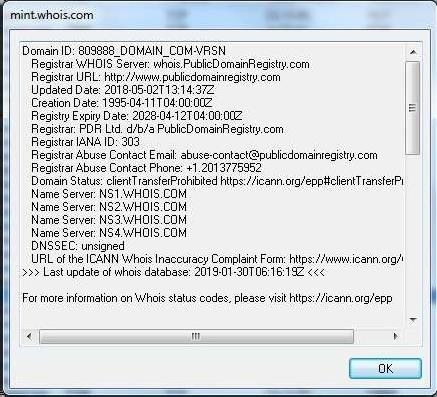 mint.whois.com
Domain ID: 809888_DOMAIN_COM-VRSN
Registrar WHOIS Server: whois.PublicDomainRegistry.com
Registrar URL: http://www.publicdomainregistry.com
Updated Date: 2018-05-02T13:14:37Z
Creation Date: 1995-04-11T04:00:00Z
Registry Expiry Date: 2028-04-12T04:00:00Z
Registrar: PDR Ltd. d/b/a PublicDomainRegistry.com
Registrar IANA ID: 303
Registrar Abuse Contact Email: abuse-contact@publicdomainregistry.com
Registrar Abuse Contact Phone: +1.2013775952
Domain Status: clientTransferProhibited https://icann.org/epp#clientTransferPr
Name Server: NS1.WHOIS.COM
Name Server: NS2.WHOIS.COM
Name Server: NS3.WHOIS.COM
Name Server: NS4.WHOIS.COM
DNSSEC: unsigned
URL of the ICANN Whois Inaccuracy Complaint Form: https://www.icann.org/
>>> Last update of whois database: 2019-01-30T06:16:19Z <<<
For more information on Whois status codes, please visit https://icann.org/epp
OK